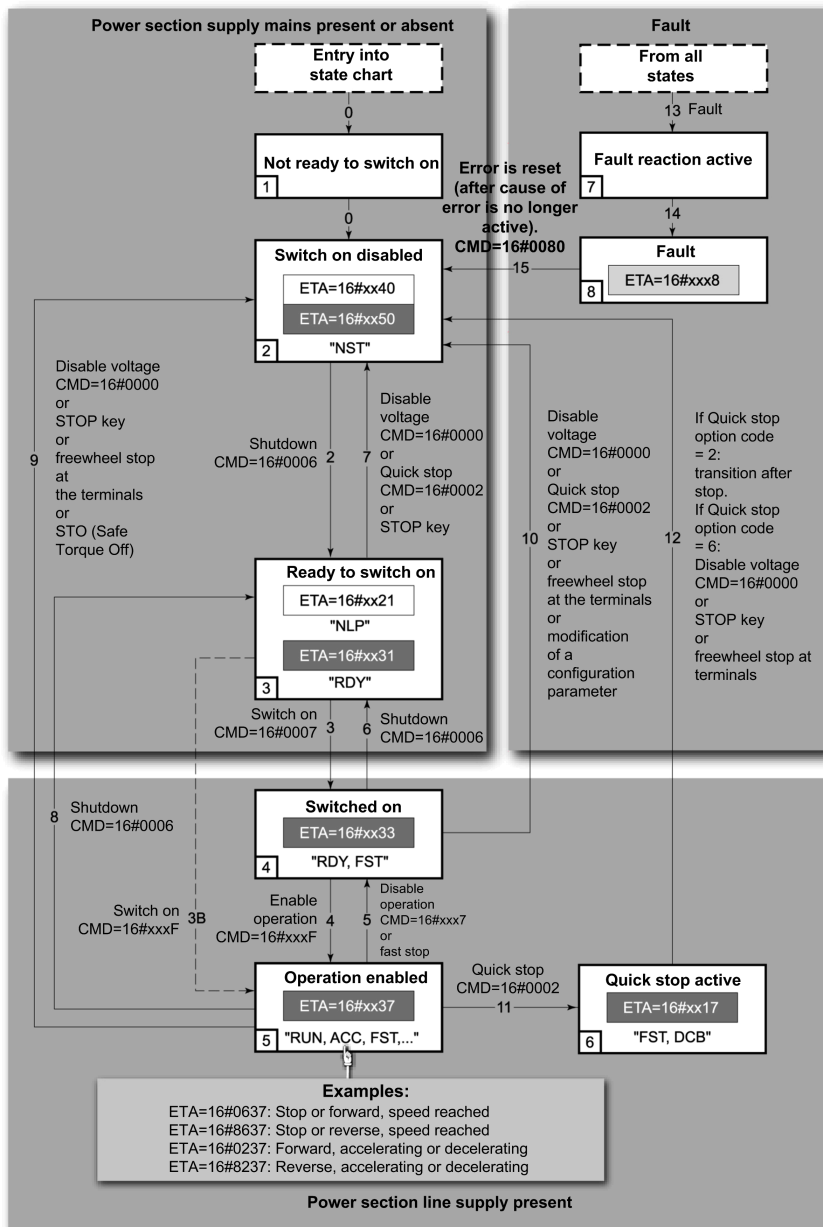 Power section supply mains present or absent
Entry into
state chart
0
Not ready to switch on
1
0
Switch on disabled
ETA=16#xx40
ETA=16#xx50
"NST"
2
Fault
From all
states
13 Fault
Fault reaction active
7
14
Fault
ETA=16#xxx8
8
Error is reset
(after cause of
error is no longer
active).
CMD=16#0080
15
9
Disable voltage
CMD=16#0000
or
STOP key
or
freewheel stop
at
the terminals
or
STO (Safe
Torque Off)
Shutdown
CMD=16#0006
2
7
Disable
voltage
CMD=16#0000
or
Quick stop
CMD=16#0002
or
STOP key
10
Disable
voltage
CMD=16#0000
or
Quick stop
CMD=16#0002
or
STOP key
or
freewheel stop
at the terminals
or
modification
of a
configuration
parameter
12
If Quick stop
option code
= 2:
transition after
stop.
If Quick stop
option code
= 6:
Disable voltage
CMD=16#0000
or
STOP key
or
freewheel stop at
terminals
Ready to switch on
ETA=16#xx21
"NLP"
ETA=16#xx31
"RDY"
3
Switch on
CMD=16#0007
3
6
Shutdown
CMD=16#0006
8
Shutdown
CMD=16#0006
Switched on
ETA=16#xx33
"RDY, FST"
4
Switch on
CMD=16#xxxF
3B
Enable
operation
CMD=16#xxxF
4
5
Disable
operation
CMD=16#xxx7
or
fast stop
Operation enabled
ETA=16#xx37
"RUN, ACC, FST,..."
5
Quick stop
CMD=16#0002
11
Quick stop active
ETA=16#xx17
"FST, DCB"
6
Examples:
ETA=16#0637: Stop or forward, speed reached
ETA=16#8637: Stop or reverse, speed reached
ETA=16#0237: Forward, accelerating or decelerating
ETA=16#8237: Reverse, accelerating or decelerating
Power section line supply present